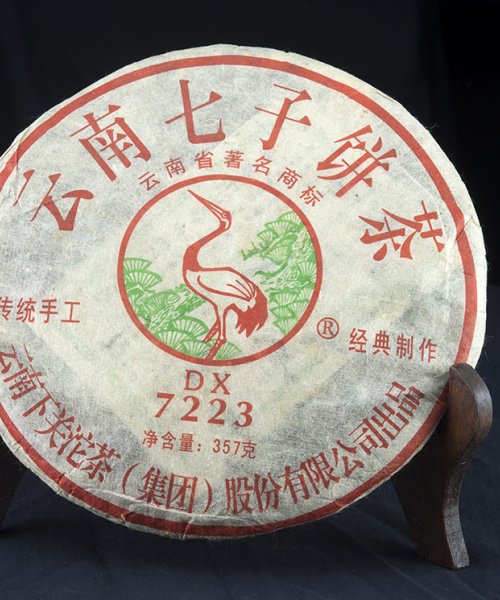 云南七子饼茶
云南省著名商标
传统手工
®
经典制作
DX
7223
净含量：357克
云南下关沱茶（集团）股份有限公司出品